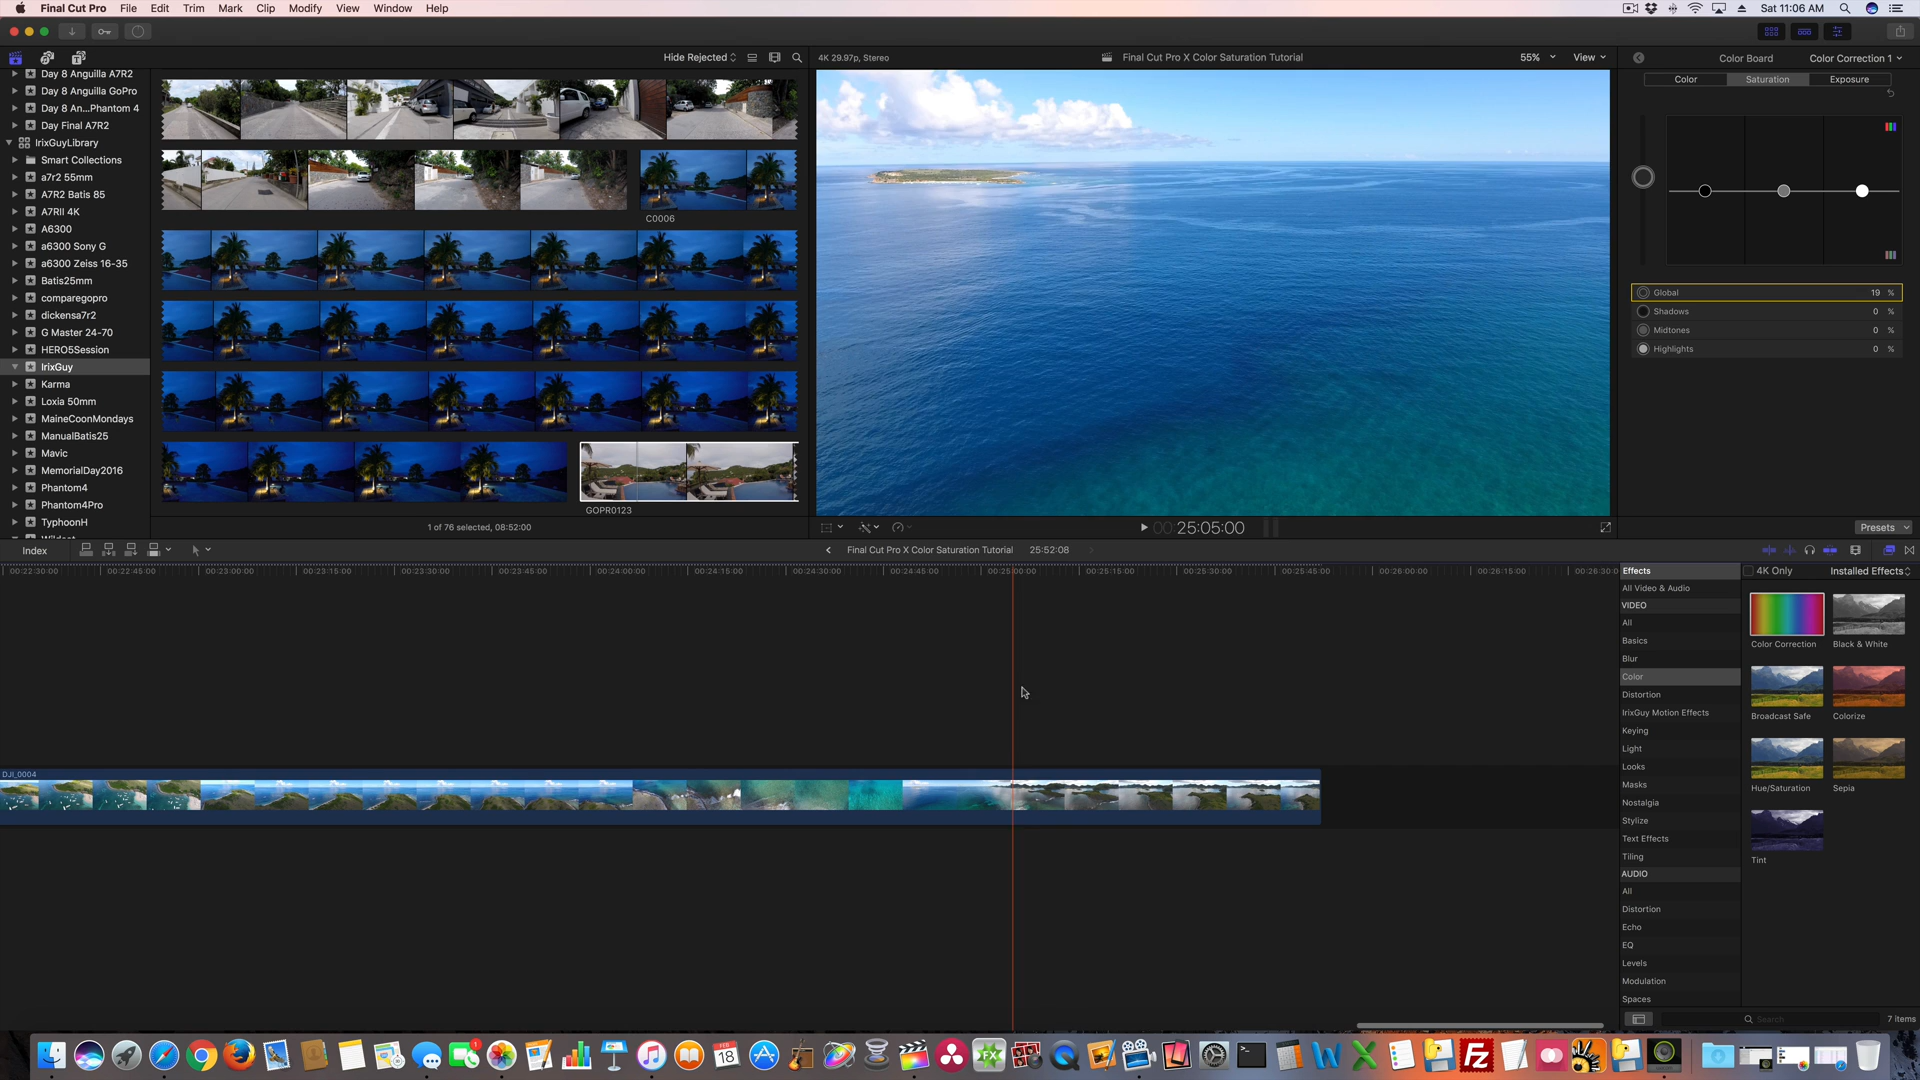 Final Cut Pro File Edit Trim Mark Clip Modify View Window Help
Sat 11:06 AM
Hide Rejected
4K 29.97p, Stereo
Final Cut Pro X Color Saturation Tutorial
55%
View
Color Board
Color Correction 1
Color
Saturation
Exposure
Day 8 Anguilla A7R2
Day 8 Anguilla GoPro
Day 8 An...Phantom 4
Day Final A7R2
IrixGuyLibrary
Smart Collections
a7r2 55mm
A7R2 Batis 85
A7RII 4K
A6300
a6300 Sony G
a6300 Zeiss 16-35
Batis25mm
comparegopro
dickensa7r2
G Master 24-70
HERO5Session
IrixGuy
Karma
Loxia 50mm
MaineCoonMondays
ManualBatis25
Mavic
MemorialDay2016
Phantom4
Phantom4Pro
TyphoonH
C0006
GOPR0123
1 of 76 selected, 08:52:00
Global 19 %
Shadows 0 %
Midtones 0 %
Highlights 0 %
00:25:05:00
Presets
Index
Final Cut Pro X Color Saturation Tutorial
25:52:08
00:22:30:00 00:22:45:00 00:23:00:00 00:23:15:00 00:23:30:00 00:23:45:00 00:24:00:00 00:24:15:00 00:24:30:00 00:24:45:00 00:25:00:00 00:25:15:00 00:25:30:00 00:25:45:00 00:26:00:00 00:26:15:00 00:26:30:0
DJI_0004
Effects
4K Only
Installed Effects
All Video & Audio
VIDEO
All
Basics
Blur
Color
Distortion
IrixGuy Motion Effects
Keying
Light
Looks
Masks
Nostalgia
Stylize
Text Effects
Tiling
AUDIO
All
Distortion
Echo
EQ
Levels
Modulation
Spaces
Color Correction
Black & White
Broadcast Safe
Colorize
Hue/Saturation
Sepia
Tint
Search
7 items
FEB
18